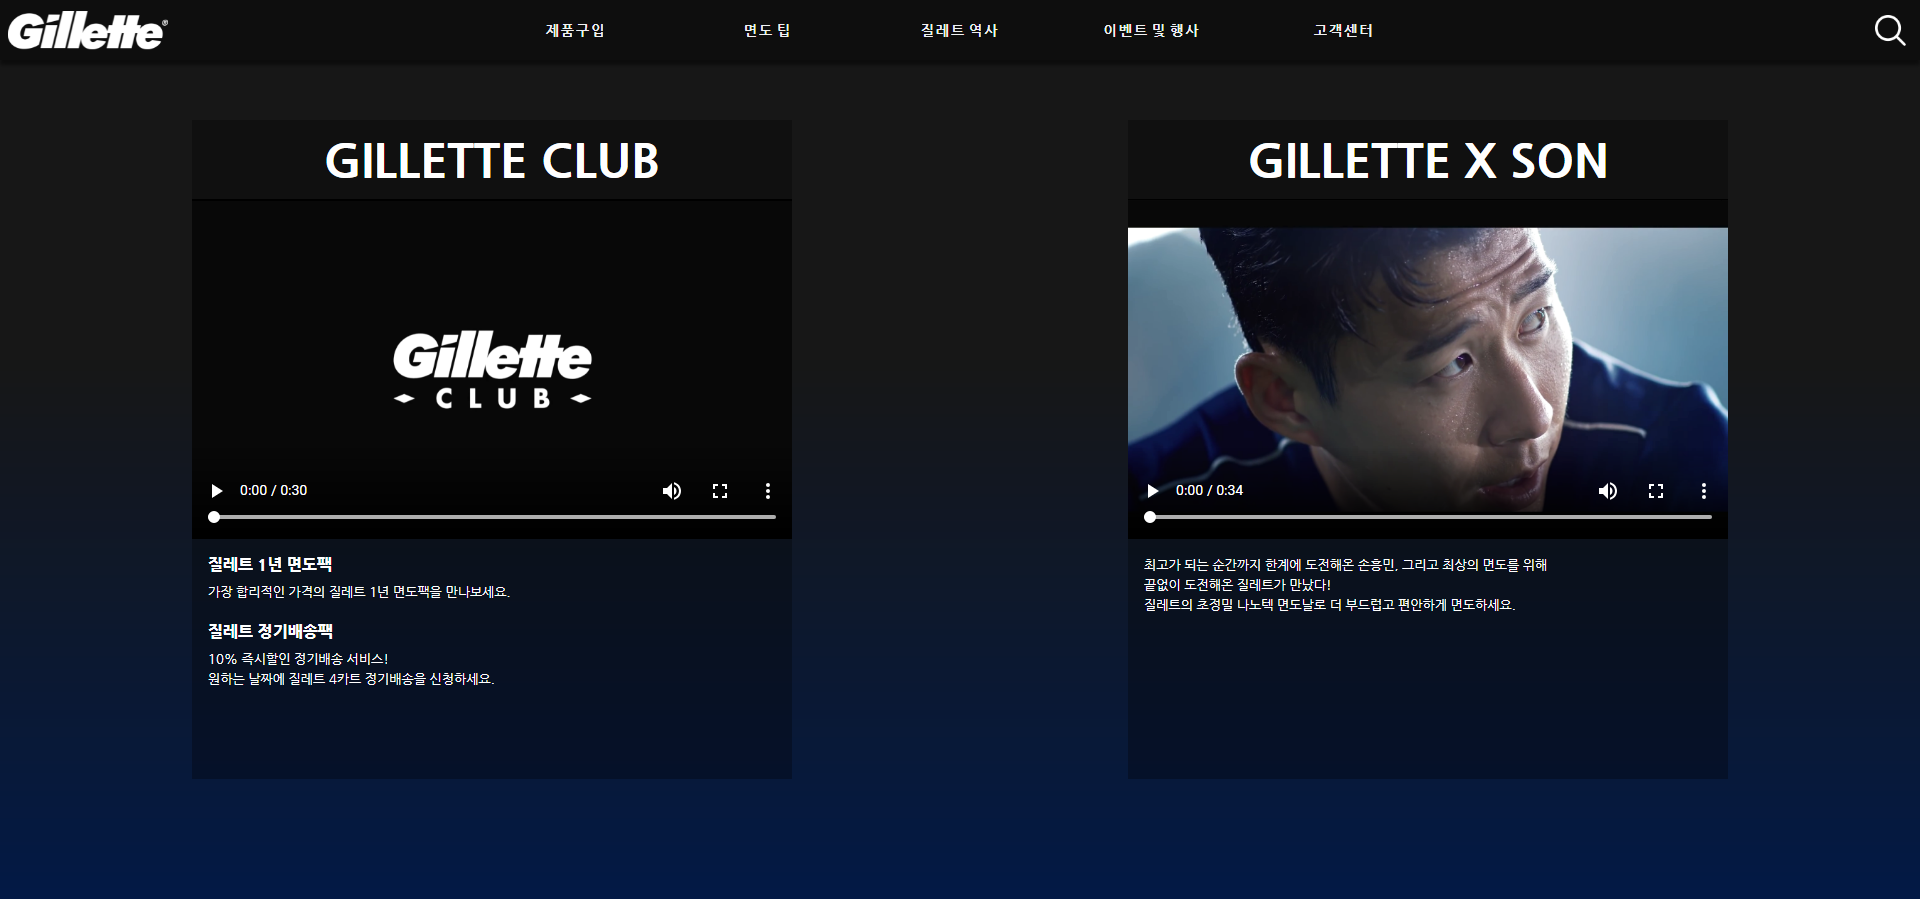 Gillette®
제품구입
면도 팁
질레트 역사
이벤트 및 행사
고객센터
GILLETTE CLUB
Gillette
CLUB
0:00 / 0:30
질레트 1년 면도팩
가장 합리적인 가격의 질레트 1년 면도팩을 만나보세요.
질레트 정기배송팩
10% 즉시할인 정기배송 서비스!
원하는 날짜에 질레트 4카트 정기배송을 신청하세요.
GILLETTE X SON
0:00 / 0:34
최고가 되는 순간까지 한계에 도전해온 손흥민, 그리고 최상의 면도를 위해
끝없이 도전해온 질레트가 만났다!
질레트의 초정밀 나노텍 면도날로 더 부드럽고 편안하게 면도하세요.